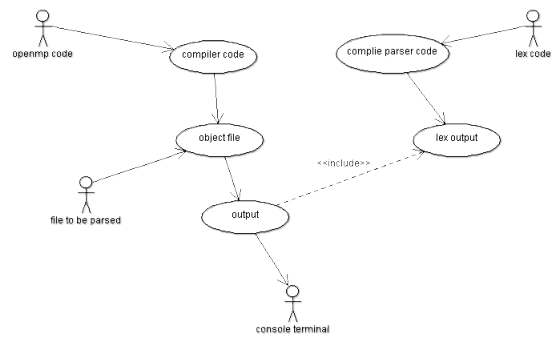 openmp code
compiler code
complie parser code
lex code
object file
lex output
<<include>>
file to be parsed
output
console terminal